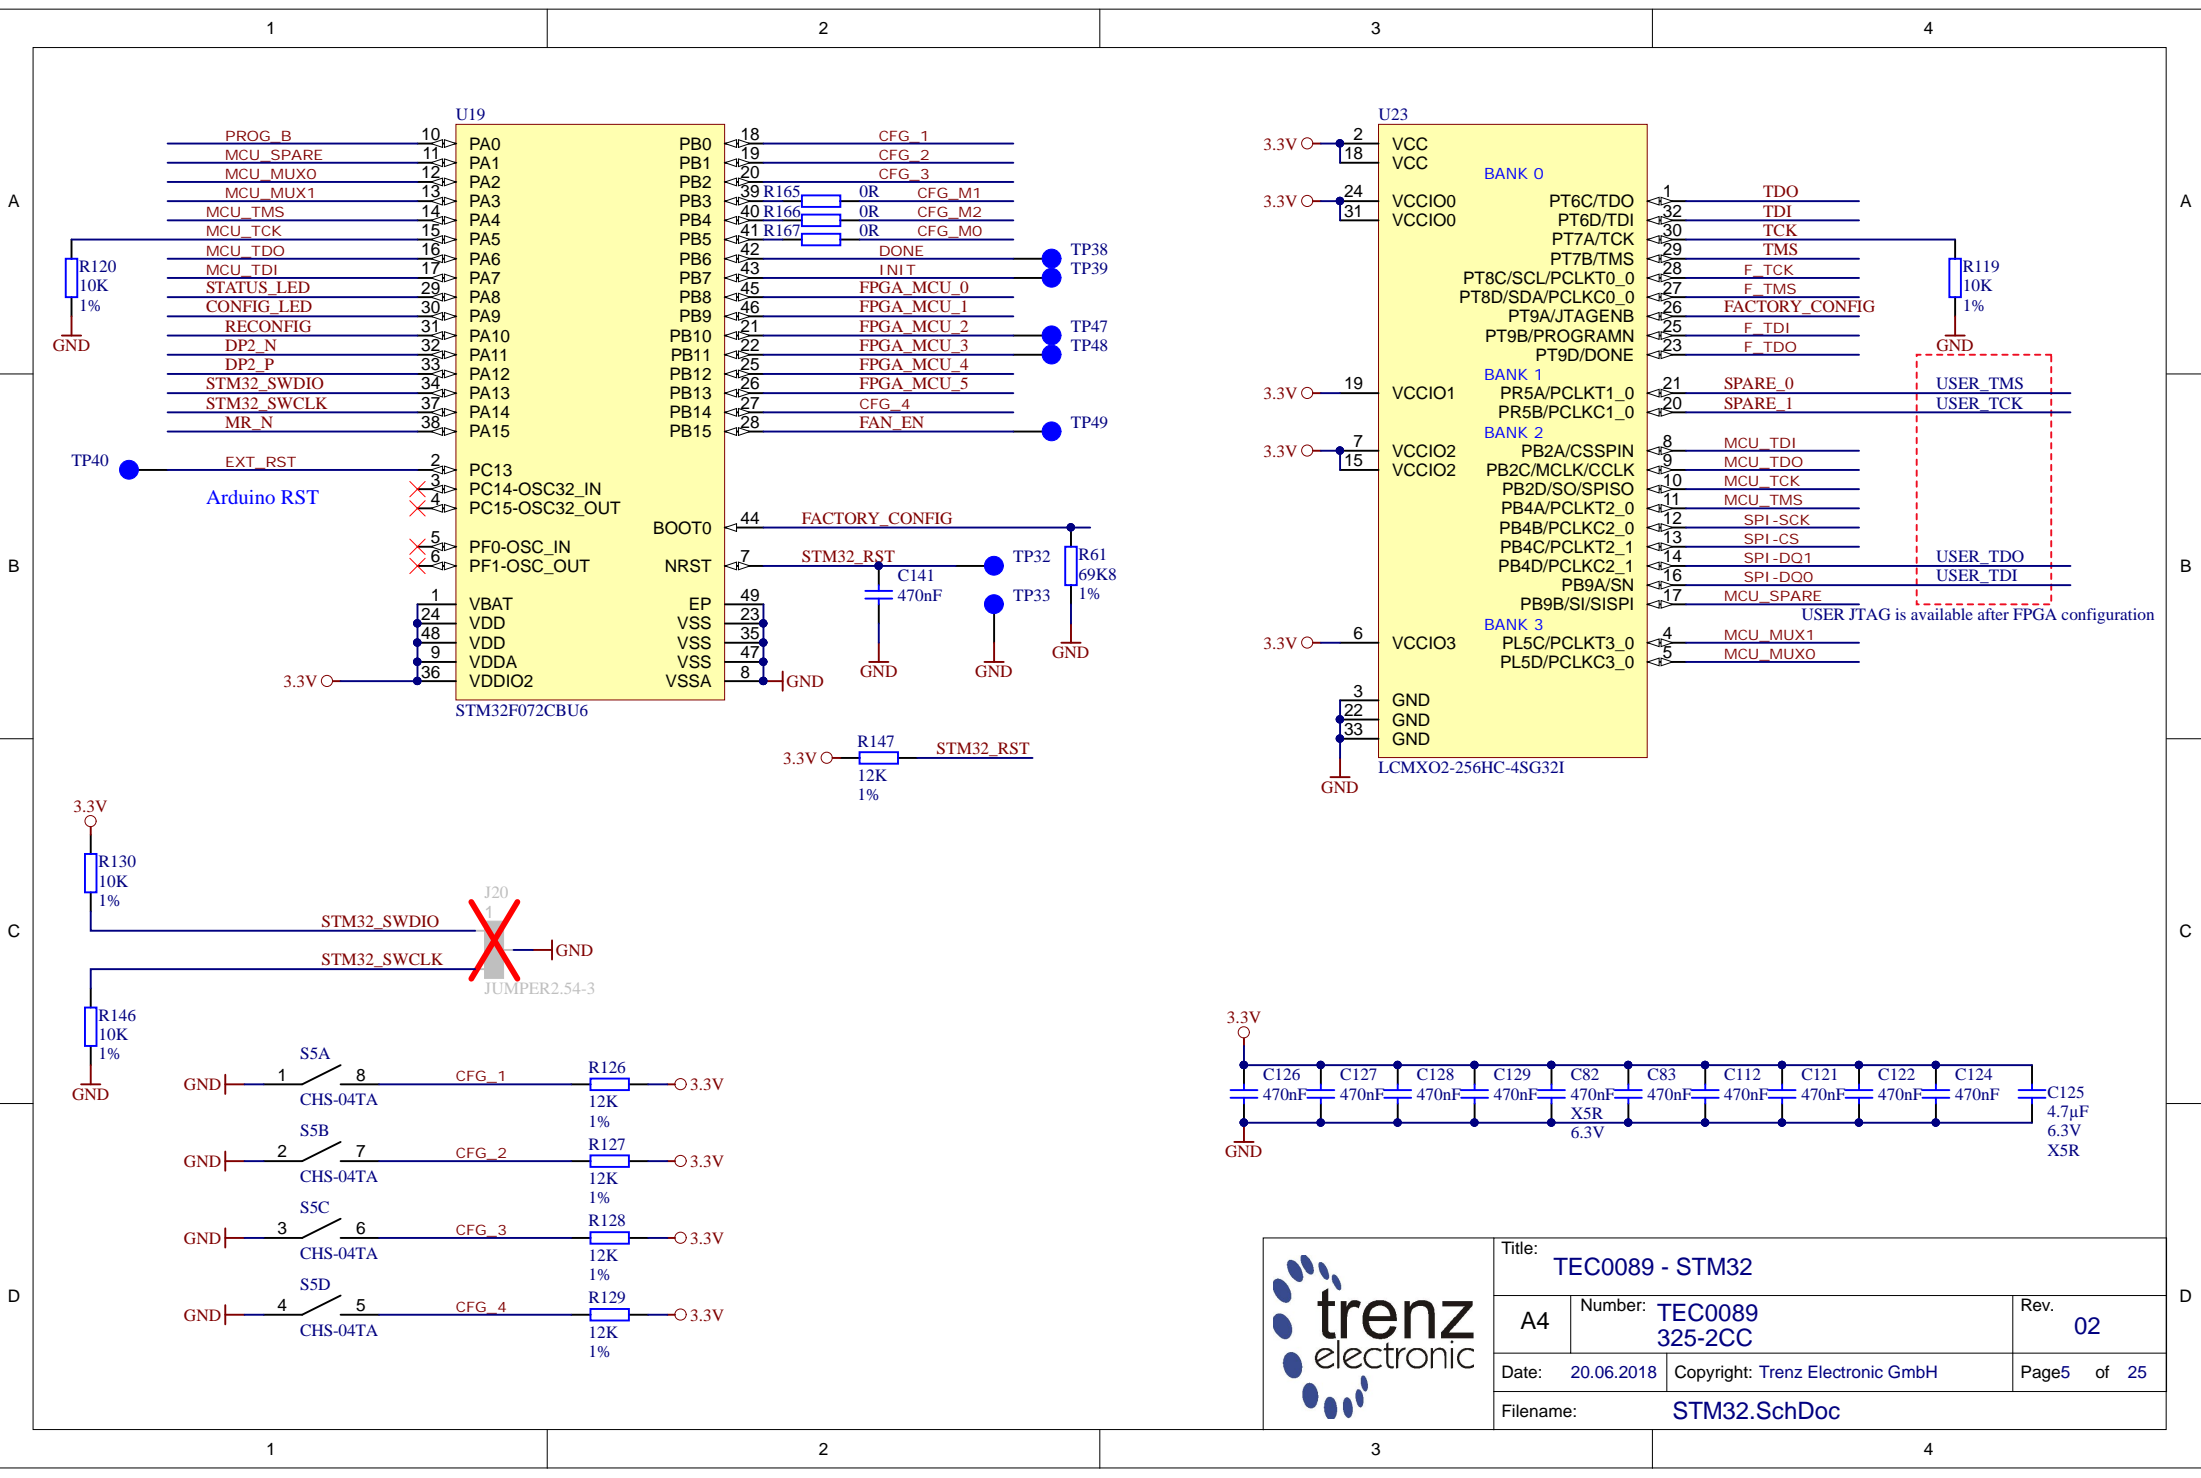 1 2 3 4
A A
B B
C C
D D
U19
PROG_B 10 PA0
MCU_SPARE 11 PA1
MCU_MUX0 12 PA2
MCU_MUX1 13 PA3
MCU_TMS 14 PA4
MCU_TCK 15 PA5
MCU_TDO 16 PA6
MCU_TDI 17 PA7
STATUS_LED 29 PA8
CONFIG_LED 30 PA9
RECONFIG 31 PA10
DP2_N 32 PA11
DP2_P 33 PA12
STM32_SWDIO 34 PA13
STM32_SWCLK 37 PA14
MR_N 38 PA15
TP40 EXT_RST 2 PC13
Arduino RST
3 PC14-OSC32_IN
4 PC15-OSC32_OUT
5 PF0-OSC_IN
6 PF1-OSC_OUT
1 VBAT
24 VDD
48 VDD
9 VDDA
3.3V 36 VDDIO2
R120
10K
1%
GND
PB0 18 CFG_1
PB1 19 CFG_2
PB2 20 CFG_3
PB3 39 R165 0R CFG_M1
PB4 40 R166 0R CFG_M2
PB5 41 R167 0R CFG_M0
PB6 42 DONE TP38
PB7 43 INIT TP39
PB8 45 FPGA_MCU_0
PB9 46 FPGA_MCU_1
PB10 21 FPGA_MCU_2 TP47
PB11 22 FPGA_MCU_3 TP48
PB12 25 FPGA_MCU_4
PB13 26 FPGA_MCU_5
PB14 27 CFG_4
PB15 28 FAN_EN TP49
BOOT0 44 FACTORY_CONFIG
NRST 7 STM32_RST TP32
C141
470nF
GND
TP33
GND
R61
69K8
1%
GND
EP 49
VSS 23
VSS 35
VSS 47
VSSA 8 GND
STM32F072CBU6
3.3V R147 STM32_RST
12K
1%
U23
3.3V 2 VCC
18 VCC
BANK 0
3.3V 24 VCCIO0
31 VCCIO0
PT6C/TDO 1 TDO
PT6D/TDI 32 TDI
PT7A/TCK 30 TCK
PT7B/TMS 29 TMS
PT8C/SCL/PCLKT0_0 28 F_TCK
PT8D/SDA/PCLKC0_0 27 F_TMS
PT9A/JTAGENB 26 FACTORY_CONFIG
PT9B/PROGRAMN 25 F_TDI
PT9D/DONE 23 F_TDO
R119
10K
1%
GND
BANK 1
3.3V 19 VCCIO1
PR5A/PCLKT1_0 21 SPARE_0 USER_TMS
PR5B/PCLKC1_0 20 SPARE_1 USER_TCK
BANK 2
3.3V 7 VCCIO2
15 VCCIO2
PB2A/CSSPIN 8 MCU_TDI
PB2C/MCLK/CCLK 9 MCU_TDO
PB2D/SO/SPISO 10 MCU_TCK
PB4A/PCLKT2_0 11 MCU_TMS
PB4B/PCLKC2_0 12 SPI-SCK
PB4C/PCLKT2_1 13 SPI-CS
PB4D/PCLKC2_1 14 SPI-DQ1 USER_TDO
PB9A/SN 16 SPI-DQ0 USER_TDI
PB9B/SI/SISPI 17 MCU_SPARE
USER JTAG is available after FPGA configuration
BANK 3
3.3V 6 VCCIO3
PL5C/PCLKT3_0 4 MCU_MUX1
PL5D/PCLKC3_0 5 MCU_MUX0
3 GND
22 GND
33 GND
GND
LCMXO2-256HC-4SG32I
3.3V
R130
10K
1%
J20
1
STM32_SWDIO
GND
STM32_SWCLK
JUMPER2.54-3
R146
10K
1%
GND
S5A R126
GND 1 8 CFG_1 3.3V
CHS-04TA 12K
1%
S5B R127
GND 2 7 CFG_2 3.3V
CHS-04TA 12K
1%
S5C R128
GND 3 6 CFG_3 3.3V
CHS-04TA 12K
1%
S5D R129
GND 4 5 CFG_4 3.3V
CHS-04TA 12K
1%
3.3V
C126 C127 C128 C129 C82 C83 C112 C121 C122 C124 C125
470nF 470nF 470nF 470nF 470nF 470nF 470nF 470nF 470nF 470nF 4.7µF
X5R 6.3V
6.3V X5R
GND
trenz
electronic
Title:
TEC0089 - STM32
A4 Number: TEC0089
325-2CC
Rev.
02
Date: 20.06.2018 Copyright: Trenz Electronic GmbH Page5 of 25
Filename: STM32.SchDoc
1 2 3 4